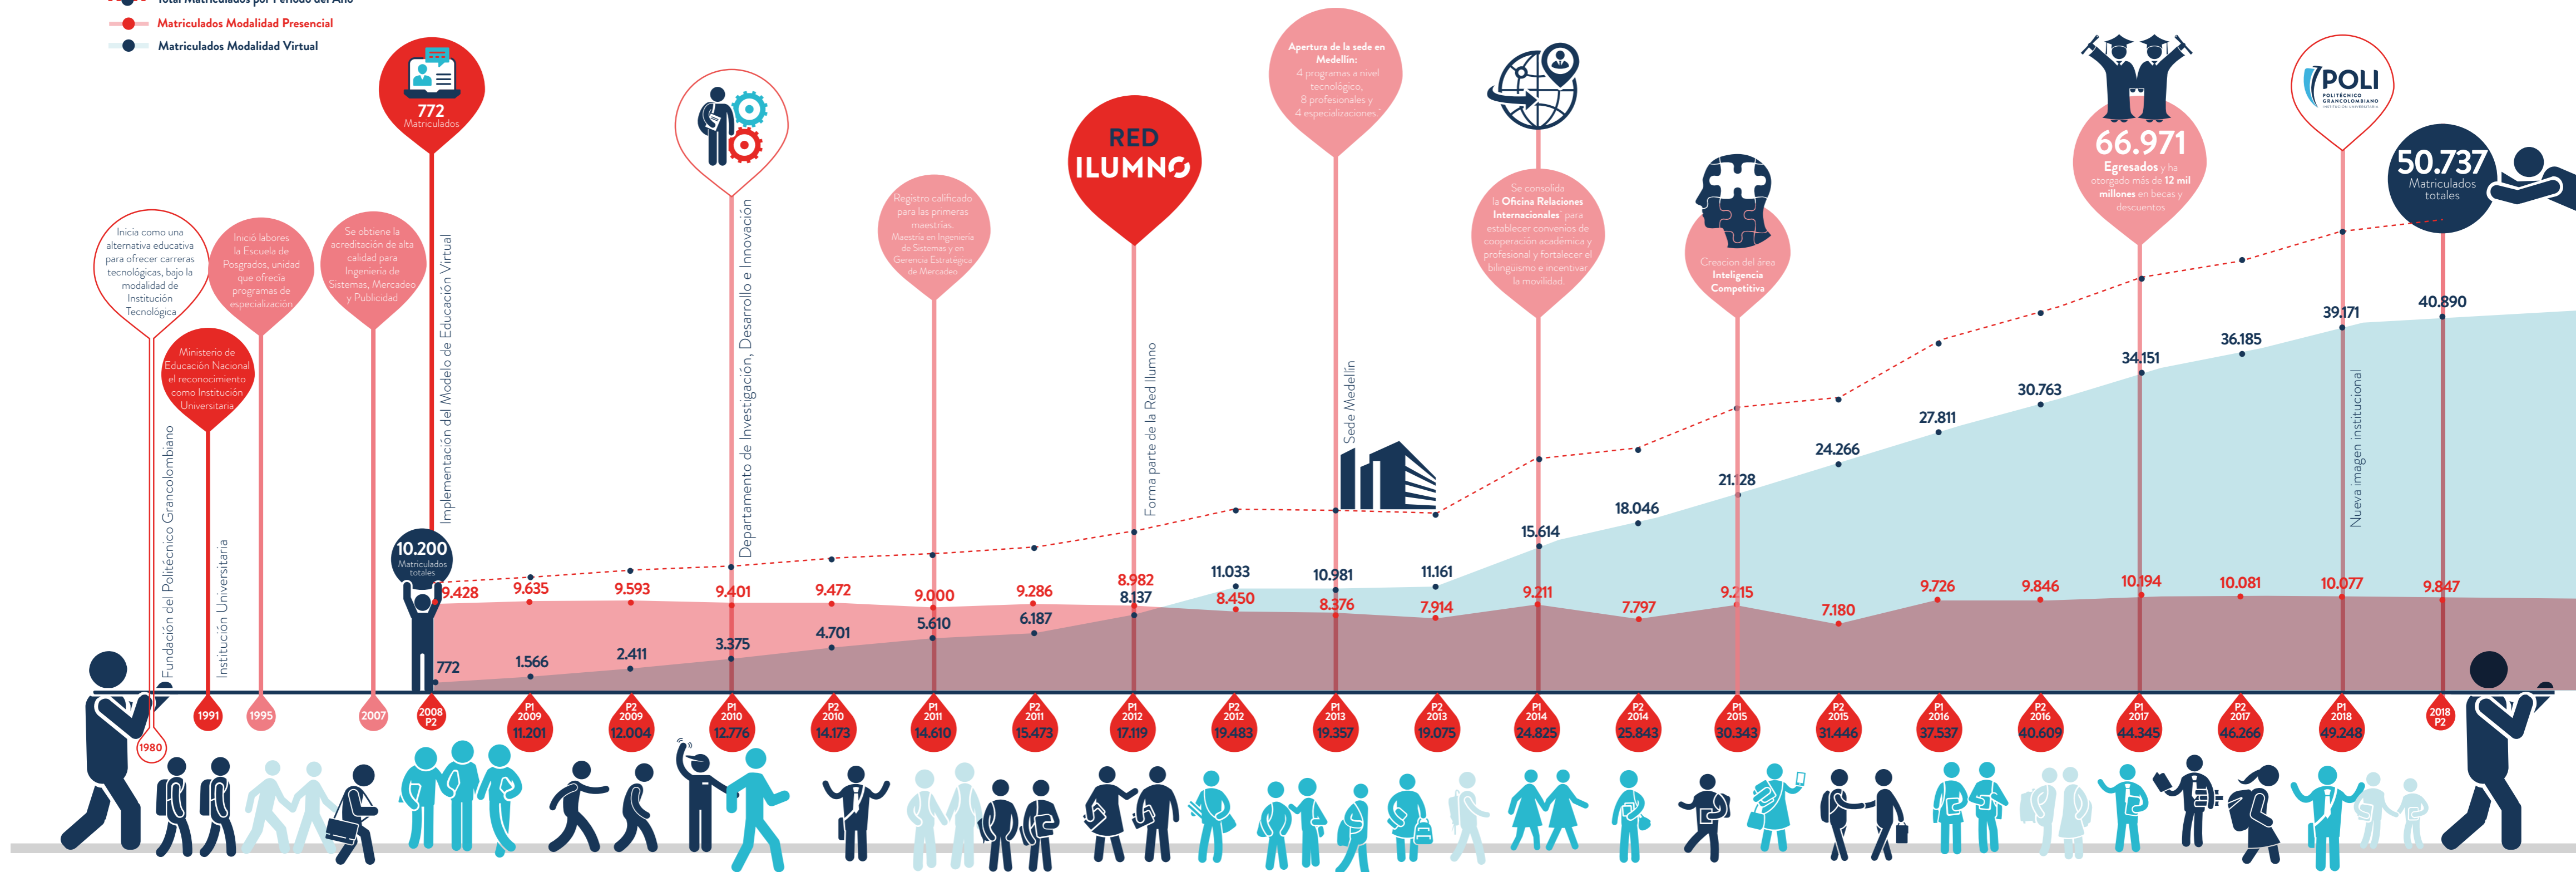 Total Matriculados por Periodo del Año
Matriculados Modalidad Presencial
Matriculados Modalidad Virtual
Inicia como una
alternativa educativa
para ofrecer carreras
tecnológicas, bajo la
modalidad de
Institución
Tecnológica
Fundación del Politécnico Grancolombiano
1980
Ministerio de
Educación Nacional
el reconocimiento
como Institución
Universitaria
Institución Universitaria
1991
Inició labores
la Escuela de
Posgrados, unidad
que ofrecía
programas de
especialización
1995
Se obtiene la
acreditación de alta
calidad para
Ingeniería de
Sistemas, Mercadeo
y Publicidad
2007
772
Matriculados
Implementación del Modelo de Educación Virtual
10.200
Matriculados
totales
Departamento de Investigación, Desarrollo e Innovación
Registro calificado
para las primeras
maestrías.
Maestría en Ingeniería
de Sistemas y en
Gerencia Estratégica
de Mercadeo
RED
ILUMNO
Forma parte de la Red Ilumno
Apertura de la sede en
Medellín:
4 programas a nivel
tecnológico,
8 profesionales y
4 especializaciones.
Sede Medellín
Se consolida
la Oficina Relaciones
Internacionales para
establecer convenios de
cooperación académica y
profesional y fortalecer el
bilingüismo e incentivar
la movilidad.
Creacion del área
Inteligencia
Competitiva
66.971
Egresados y ha
otorgado más de 12 mil
millones en becas y
descuentos
POLI
POLITÉCNICO
GRANCOLOMBIANO
INSTITUCIÓN UNIVERSITARIA
Nueva imagen institucional
50.737
Matriculados
totales
9.428
9.635
9.593
9.401
9.472
9.000
9.286
8.982
8.450
8.376
7.914
9.211
7.797
9.215
7.180
9.726
9.846
10.194
10.081
10.077
9.847
772
1.566
2.411
3.375
4.701
5.610
6.187
8.137
11.033
10.981
11.161
15.614
18.046
21.128
24.266
27.811
30.763
34.151
36.185
39.171
40.890
2008
P2
P1
2009
11.201
P2
2009
12.004
P1
2010
12.776
P2
2010
14.173
P1
2011
14.610
P2
2011
15.473
P1
2012
17.119
P2
2012
19.483
P1
2013
19.357
P2
2013
19.075
P1
2014
24.825
P2
2014
25.843
P1
2015
30.343
P2
2015
31.446
P1
2016
37.537
P2
2016
40.609
P1
2017
44.345
P2
2017
46.266
P1
2018
49.248
2018
P2